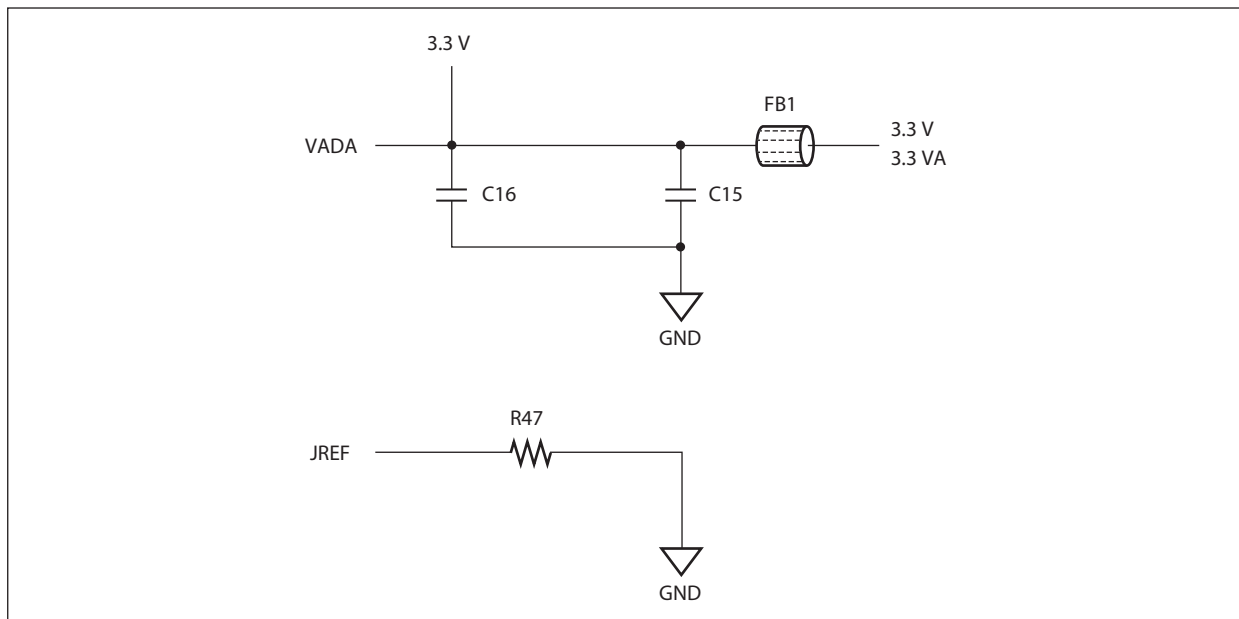 3.3 V
FB1
VADA
3.3 V
3.3 VA
C16
C15
GND
R47
JREF
GND